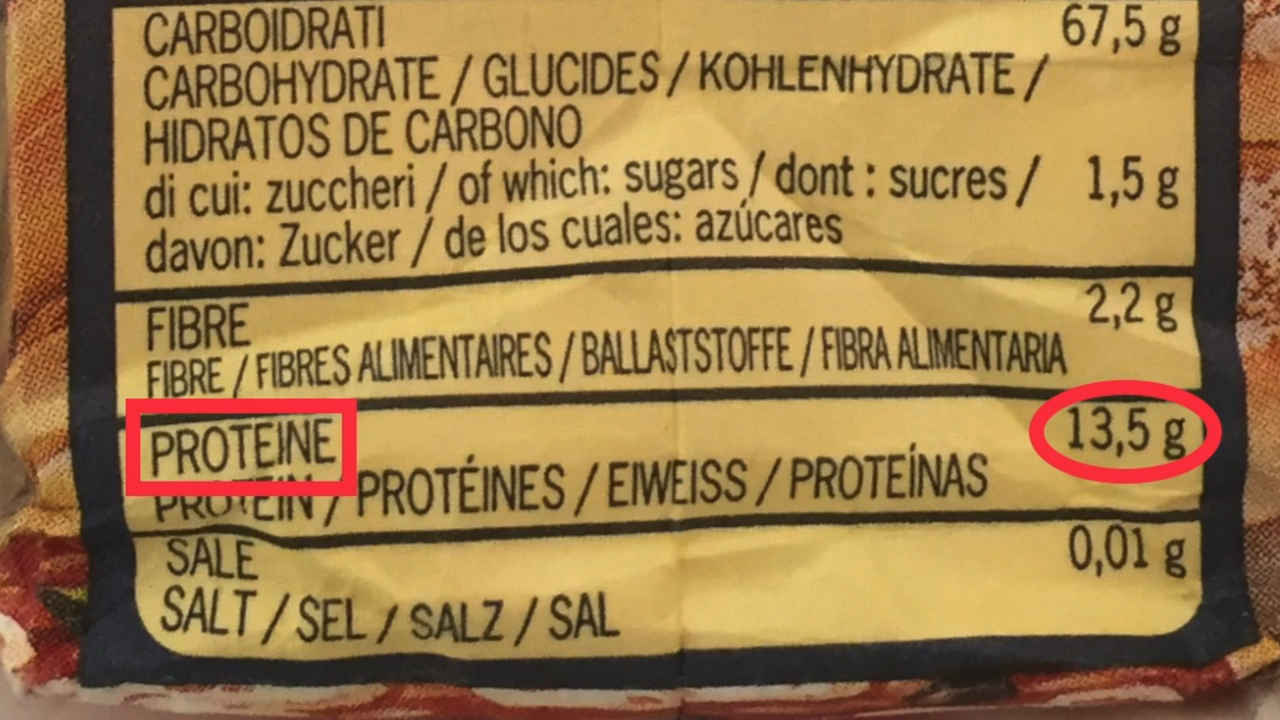 CARBOIDRATI 67,5 g
CARBOHYDRATE / GLUCIDES / KOHLENHYDRATE /
HIDRATOS DE CARBONO
di cui: zuccheri / of which: sugars / dont : sucres / 1,5 g
davon: Zucker / de los cuales: azúcares
FIBRE 2,2 g
FIBRE / FIBRES ALIMENTAIRES / BALLASTSTOFFE / FIBRA ALIMENTARIA
PROTEINE 13,5 g
PROTEIN / PROTÉINES / EIWEISS / PROTEÍNAS
SALE 0,01 g
SALT / SEL / SALZ / SAL